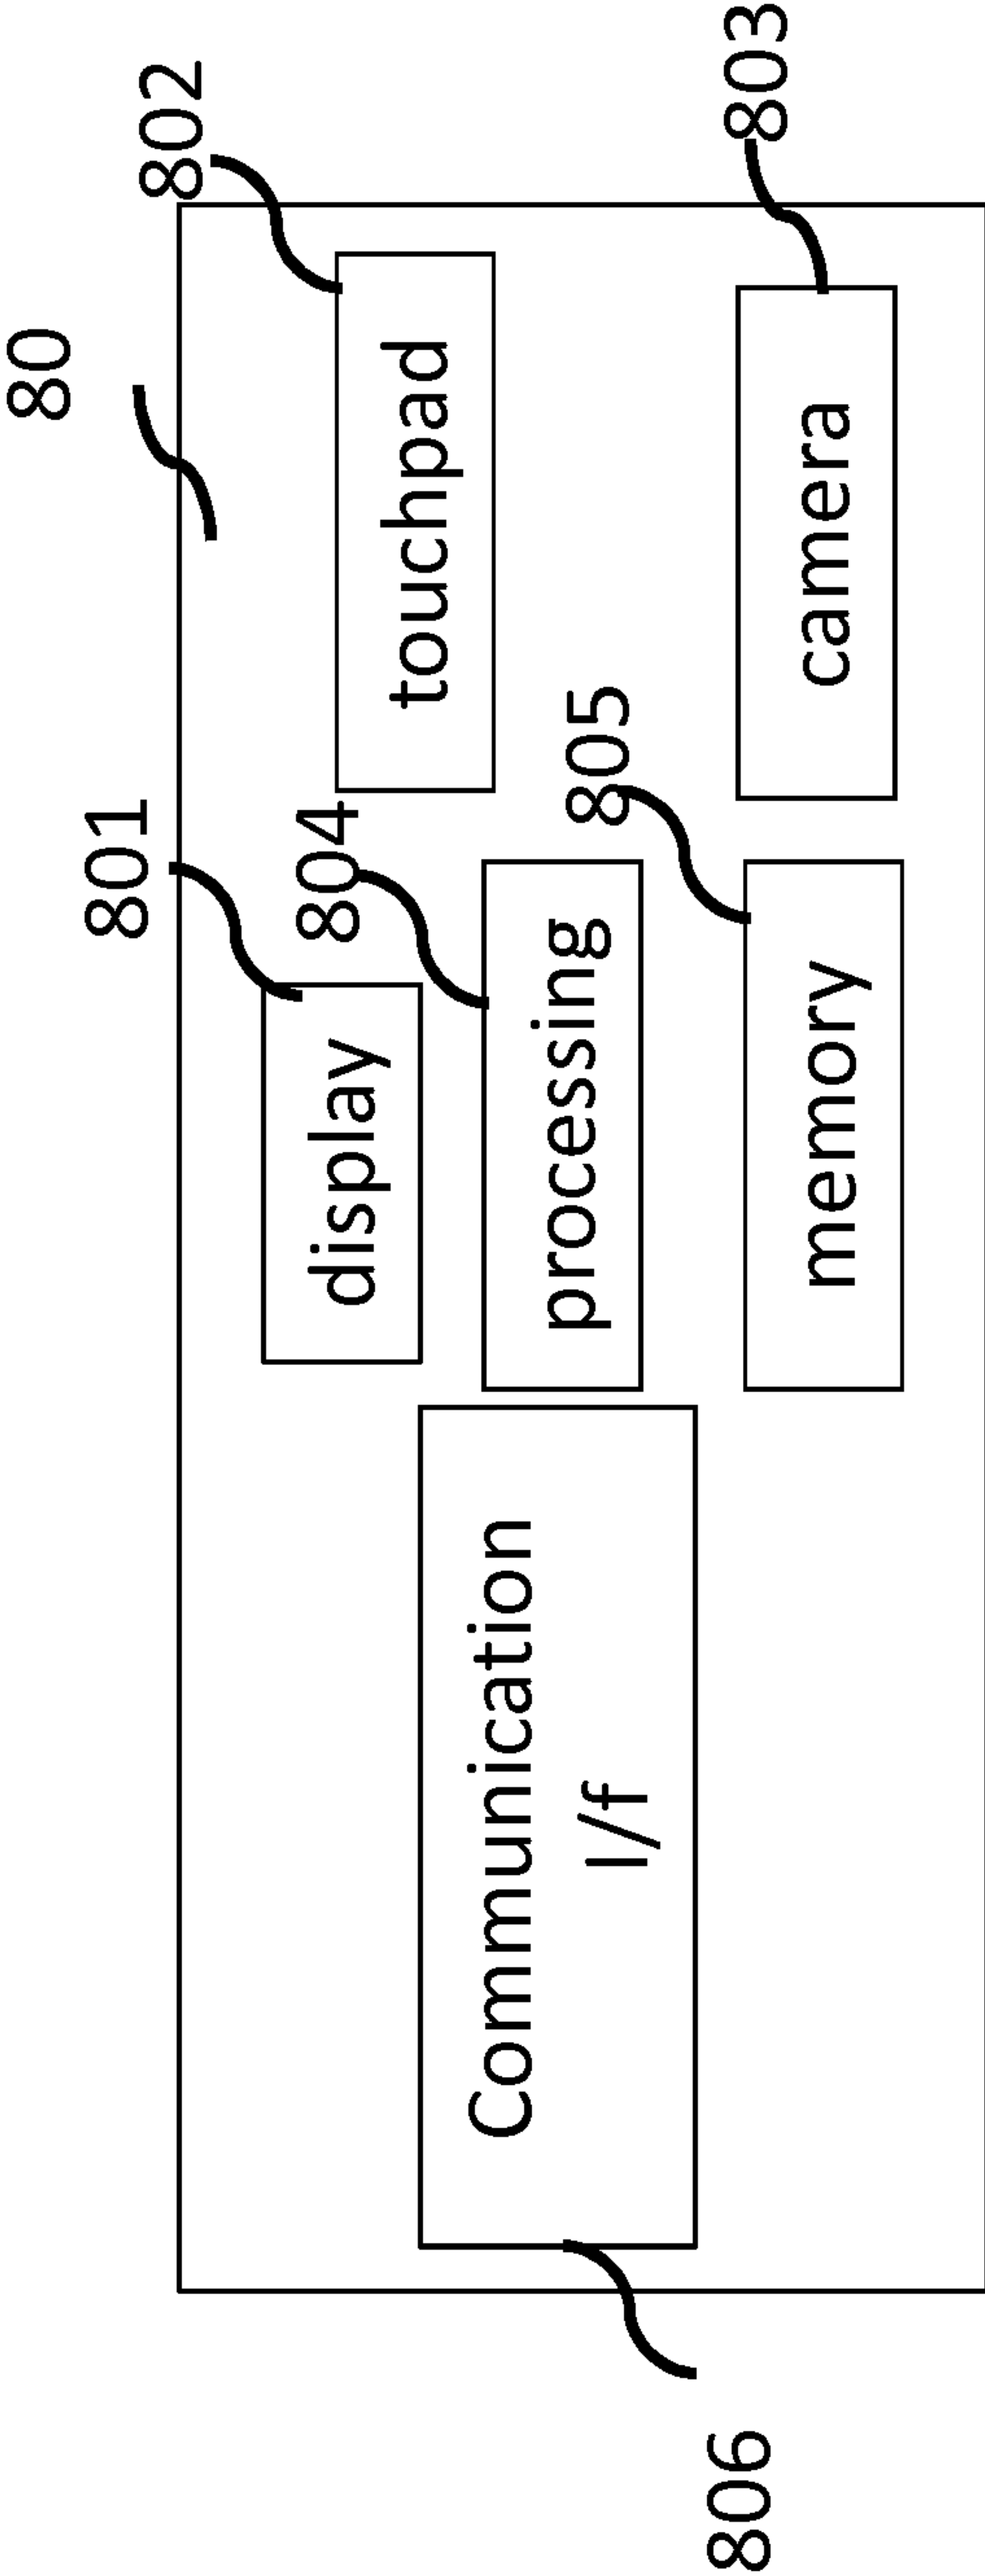 80
802
801
touchpad
display
804
Communication
I/f
processing
805
803
camera
memory
806